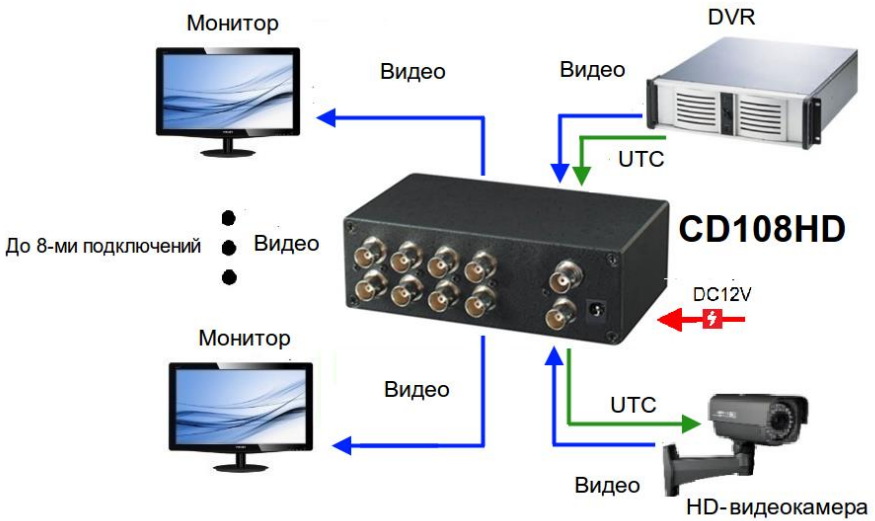 Монитор
DVR
Видео
Видео
UTC
CD108HD
До 8-ми подключений
Видео
DC12V
Монитор
Видео
UTC
Видео
HD-видеокамера